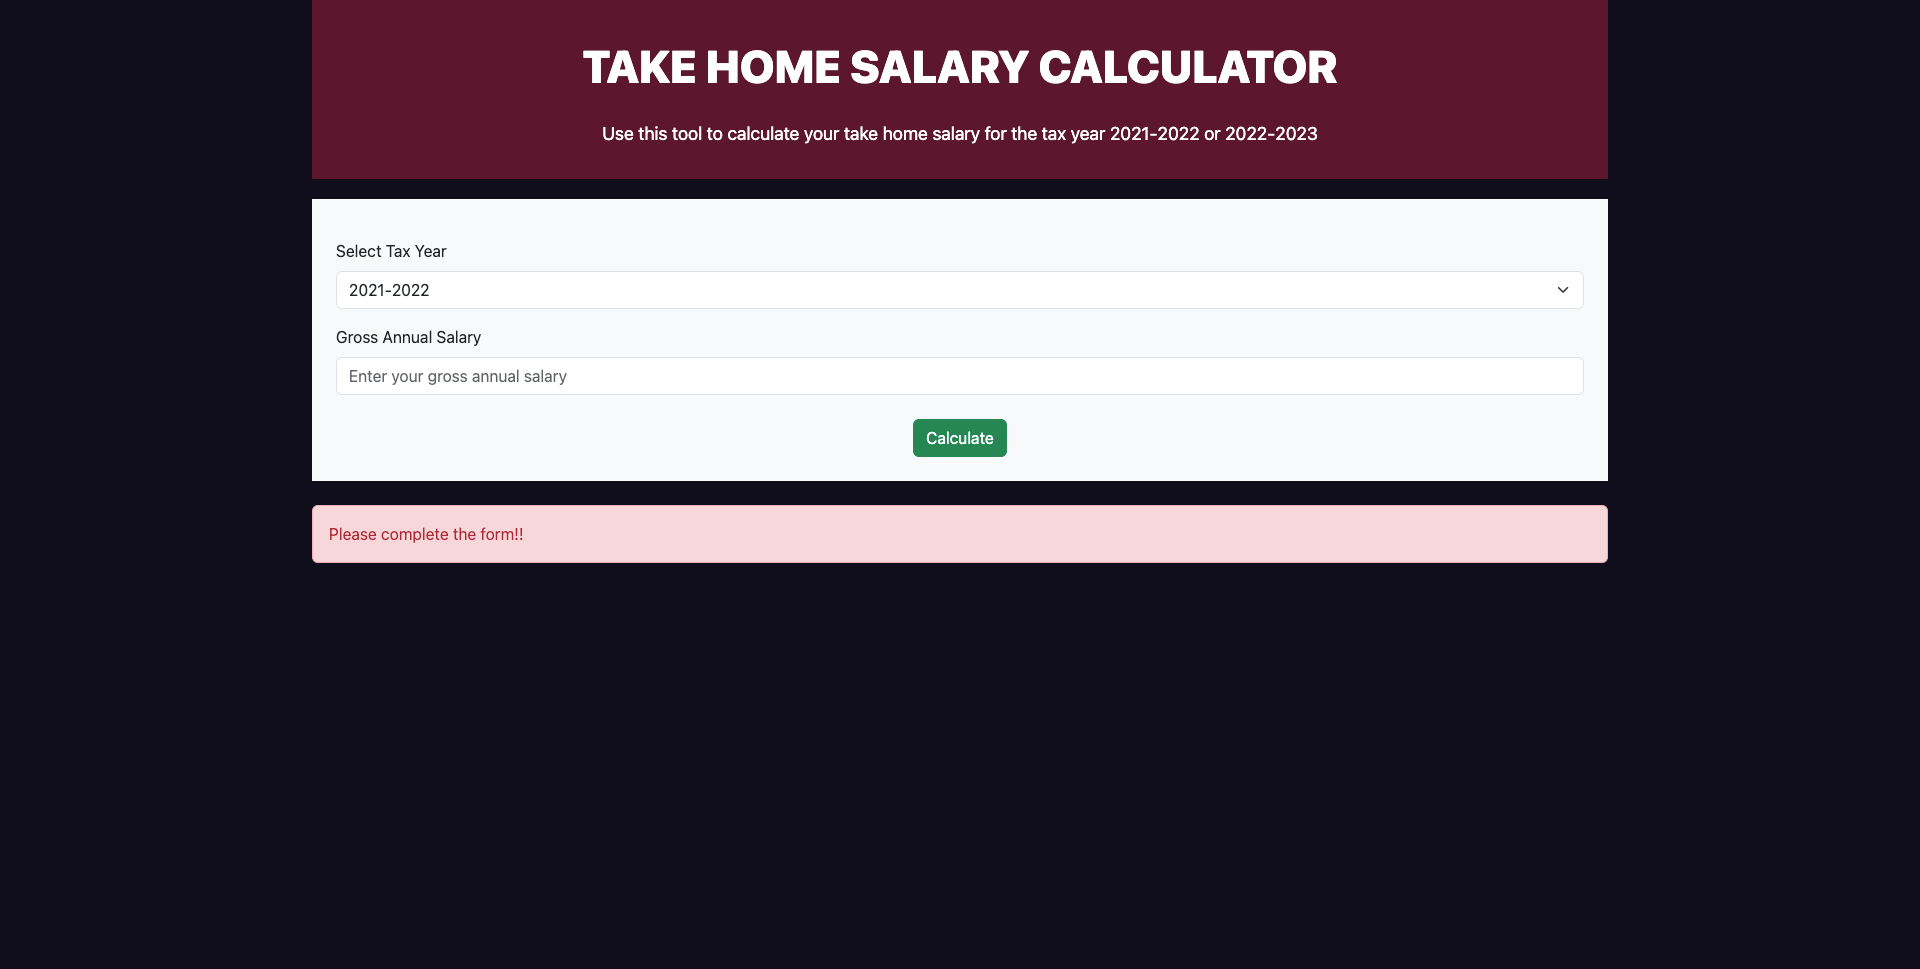 TAKE HOME SALARY CALCULATOR
Use this tool to calculate your take home salary for the tax year 2021-2022 or 2022-2023
Select Tax Year
2021-2022
Gross Annual Salary
Enter your gross annual salary
Calculate
Please complete the form!!